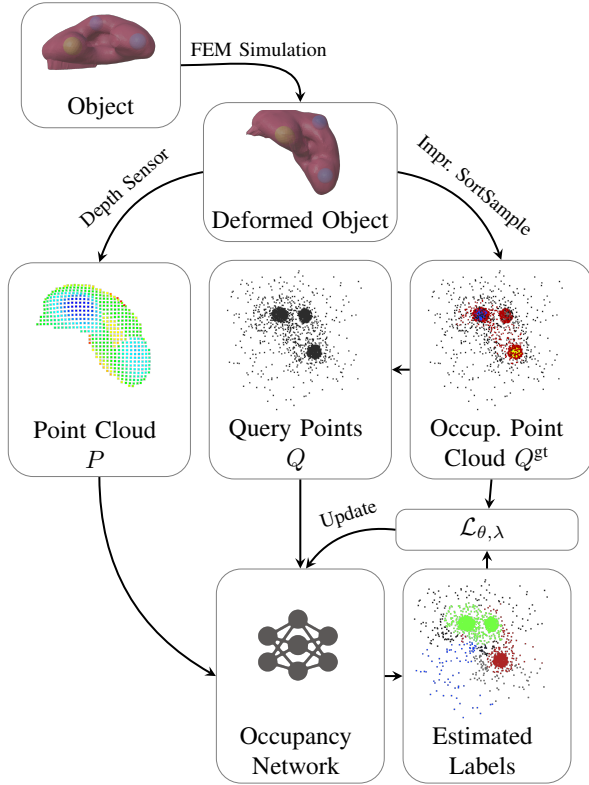 FEM Simulation
Object
Depth Sensor
Impr. SortSample
Deformed Object
Point Cloud
P
Query Points
Q
Occup. Point
Cloud Q^gt
Update
ℒ_θ,λ
Occupancy
Network
Estimated
Labels